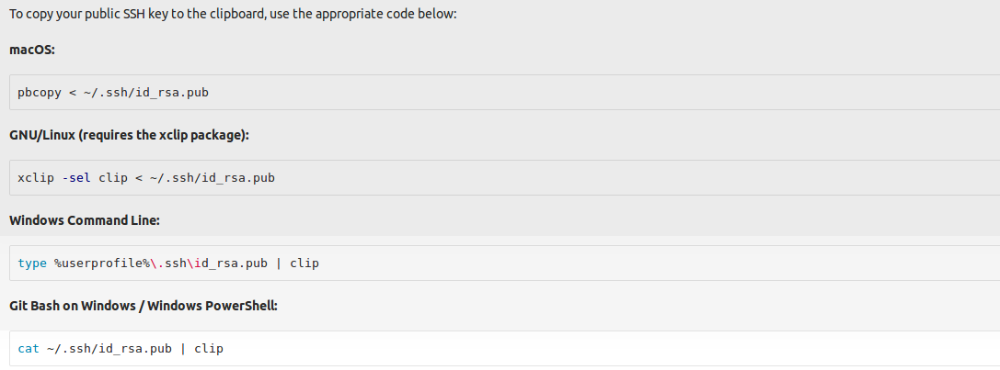 To copy your public SSH key to the clipboard, use the appropriate code below:
macOS:
pbcopy < ~/.ssh/id_rsa.pub
GNU/Linux (requires the xclip package):
xclip -sel clip < ~/.ssh/id_rsa.pub
Windows Command Line:
type %userprofile%\.ssh\id_rsa.pub | clip
Git Bash on Windows / Windows PowerShell:
cat ~/.ssh/id_rsa.pub | clip